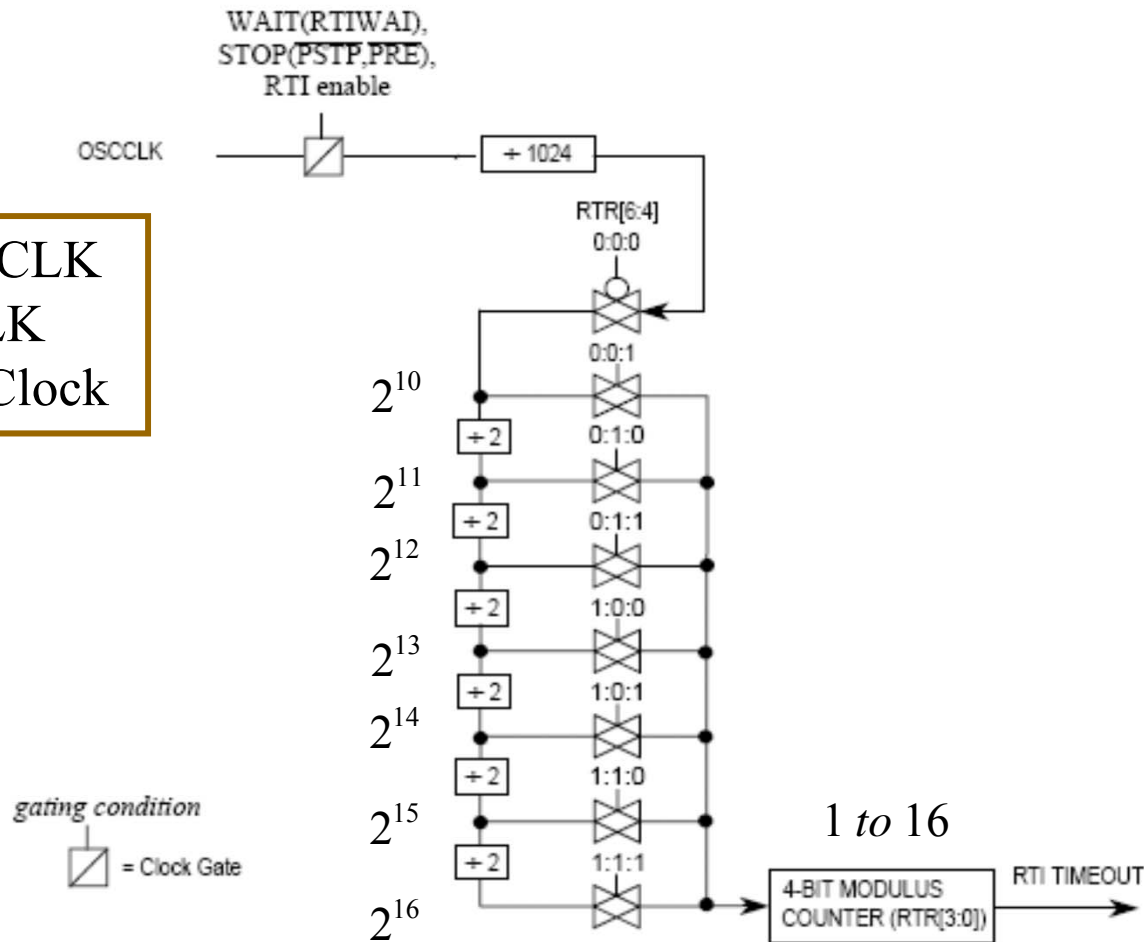 WAIT(RTIWAI),
STOP(PSTP,PRE),
RTI enable
OSCCLK
÷ 1024
RTR[6:4]
0:0:0
CLK
LK
Clock
0:0:1
2^10
÷ 2
0:1:0
2^11
÷ 2
0:1:1
2^12
÷ 2
1:0:0
2^13
÷ 2
1:0:1
2^14
÷ 2
1:1:0
gating condition
2^15
1 to 16
= Clock Gate
÷ 2
1:1:1
4-BIT MODULUS
COUNTER (RTR[3:0])
RTI TIMEOUT
2^16